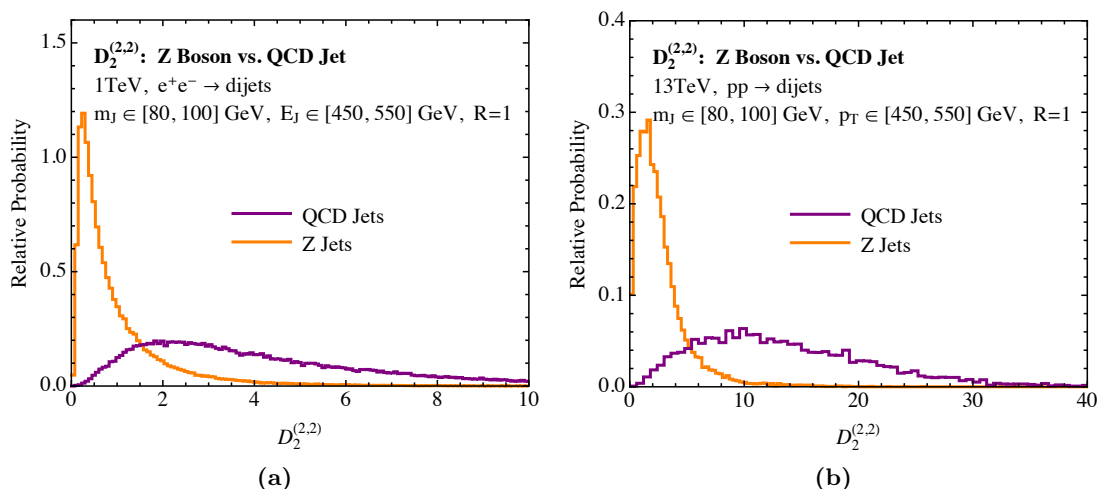 D₂^(2,2): Z Boson vs. QCD Jet
1TeV, e⁺e⁻ → dijets
m_J ∈ [80, 100] GeV, E_J ∈ [450, 550] GeV, R=1
QCD Jets
Z Jets
Relative Probability
1.5
1.0
0.5
0.0
0 2 4 6 8 10
D₂^(2,2)
(a)
D₂^(2,2): Z Boson vs. QCD Jet
13TeV, pp → dijets
m_J ∈ [80, 100] GeV, p_T ∈ [450, 550] GeV, R=1
QCD Jets
Z Jets
Relative Probability
0.4
0.3
0.2
0.1
0.0
0 10 20 30 40
D₂^(2,2)
(b)